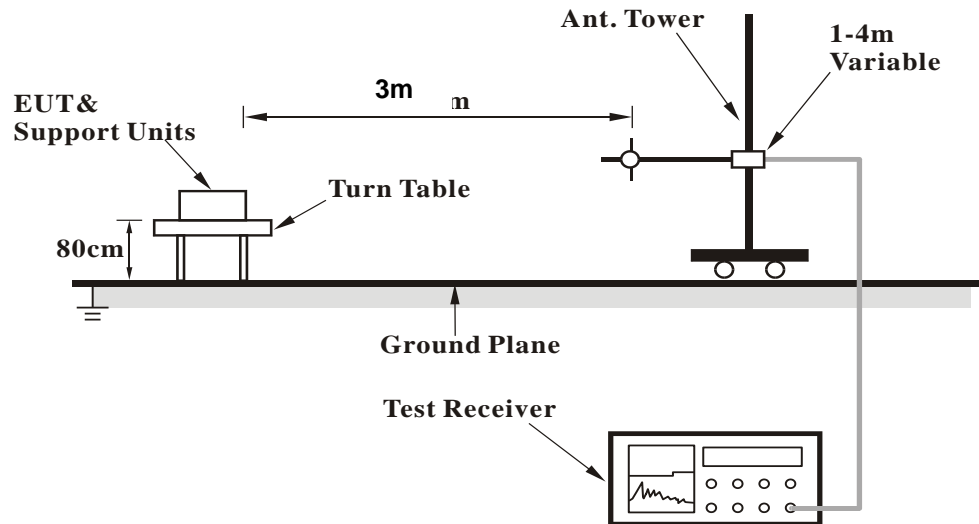 Ant. Tower
1-4m
Variable
3m
m
EUT&
Support Units
Turn Table
80cm
Ground Plane
Test Receiver